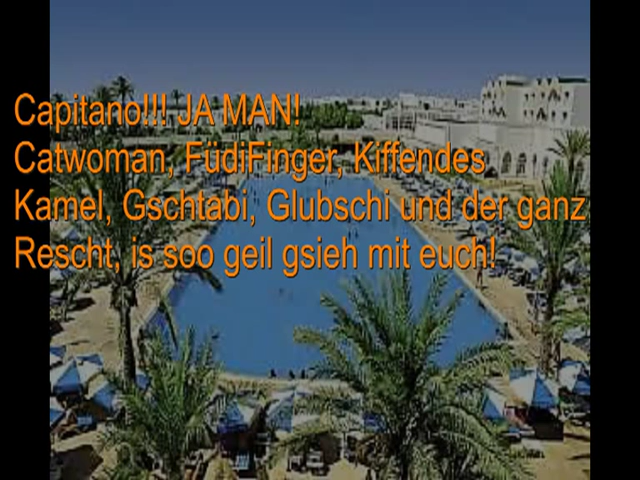 Capitano!!! JA MAN!
Catwoman, FüdiFinger, Kiffendes
Kamel, Gschtabi, Glubschi und der ganz
Rescht, is soo geil gsieh mit euch!